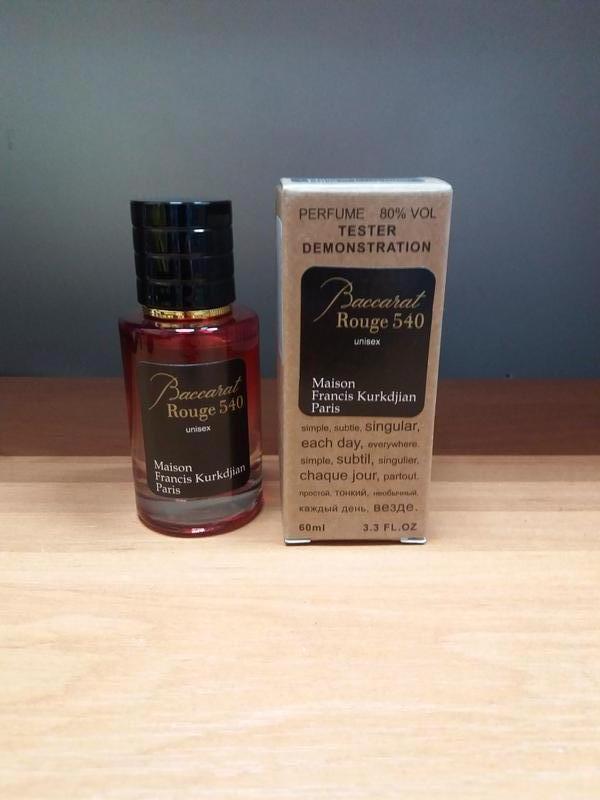 Baccarat
Rouge 540
unisex
Maison
Francis Kurkdjian
Paris
PERFUME 80% VOL
TESTER
DEMONSTRATION
Baccarat
Rouge 540
unisex
Maison
Francis Kurkdjian
Paris
simple, subtle, singular,
each day, everywhere.
simple, subtil, singulier,
chaque jour, partout.
простой, тонкий, необычный,
каждый день, везде.
60ml 3.3 FL.OZ